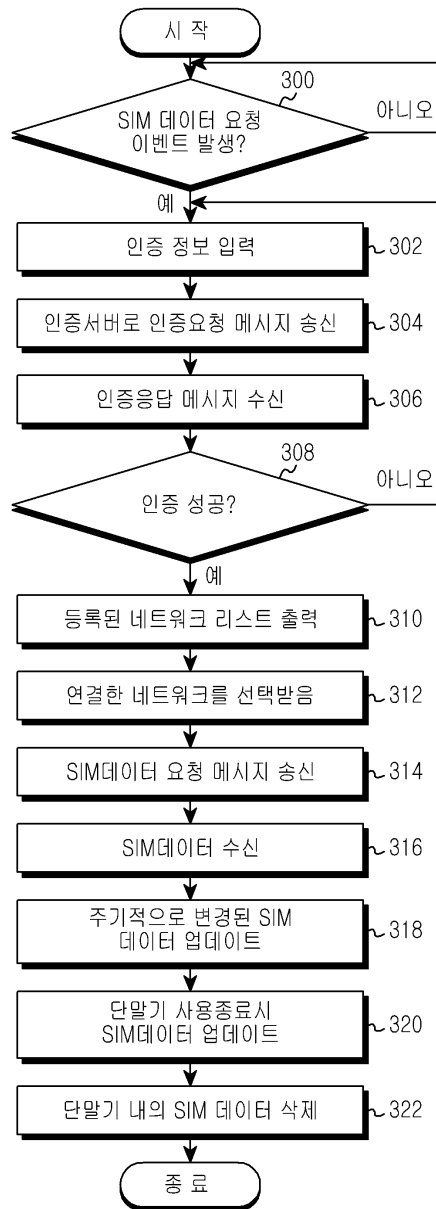 시 작
300
SIM 데이터 요청
이벤트 발생?
아니오
예
인증 정보 입력
302
인증서버로 인증요청 메시지 송신
304
인증응답 메시지 수신
306
308
인증 성공?
아니오
예
등록된 네트워크 리스트 출력
310
연결한 네트워크를 선택받음
312
SIM데이터 요청 메시지 송신
314
SIM데이터 수신
316
주기적으로 변경된 SIM
데이터 업데이트
318
단말기 사용종료시
SIM데이터 업데이트
320
단말기 내의 SIM 데이터 삭제
322
종 료